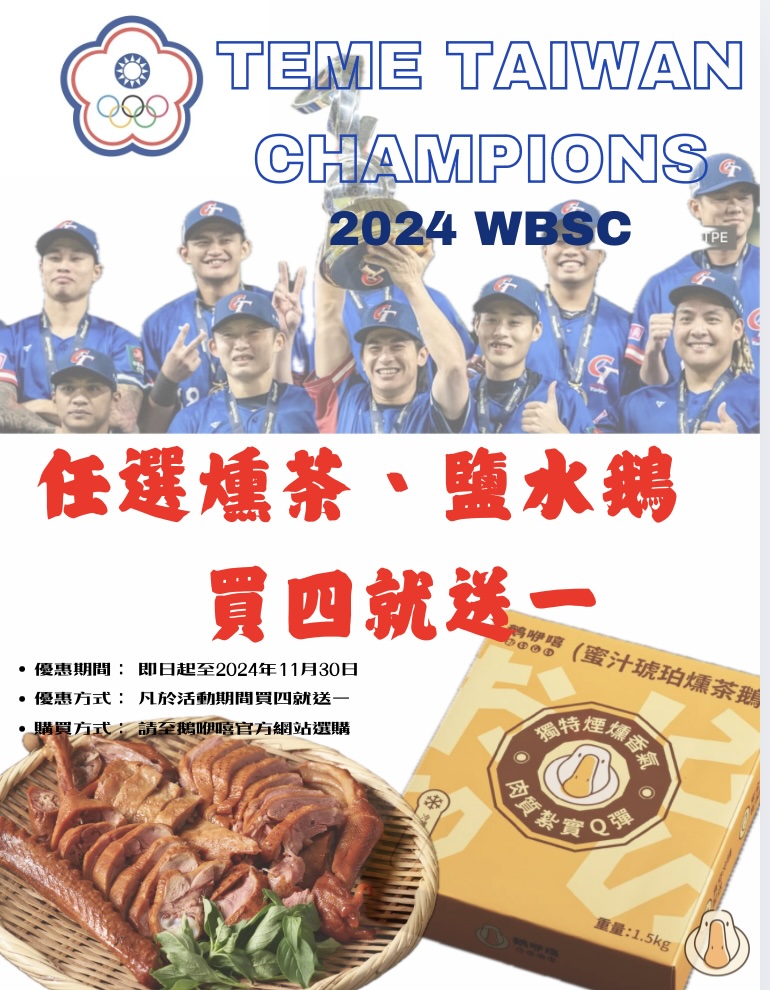 TEME TAIWAN
CHAMPIONS
2024 WBSC
TPE
任選燻茶、鹽水鵝
買四就送一
• 優惠期間： 即日起至2024年11月30日
• 優惠方式： 凡於活動期間買四就送一
• 購買方式： 請至鵝咿嘻官方網站選購
鵝咿嘻
(蜜汁琥珀燻茶鵝
獨特煙燻香氣
肉質紮實Q彈
重量:1.5kg
鵝咿嘻